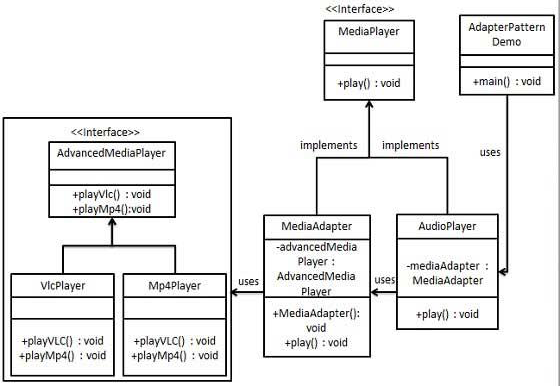 <<Interface>>
MediaPlayer
+play() : void
AdapterPattern
Demo
+main() : void
implements
implements
uses
<<Interface>>
AdvancedMediaPlayer
+playVlc() : void
+playMp4():void
VlcPlayer
+playVLC() : void
+playMp4() : void
Mp4Player
+playVLC() : void
+playMp4() : void
uses
MediaAdapter
-advancedMedia
Player :
AdvancedMedia
Player
+MediaAdapter():
void
+play() : void
uses
AudioPlayer
-mediaAdapter :
MediaAdapter
+play() : void